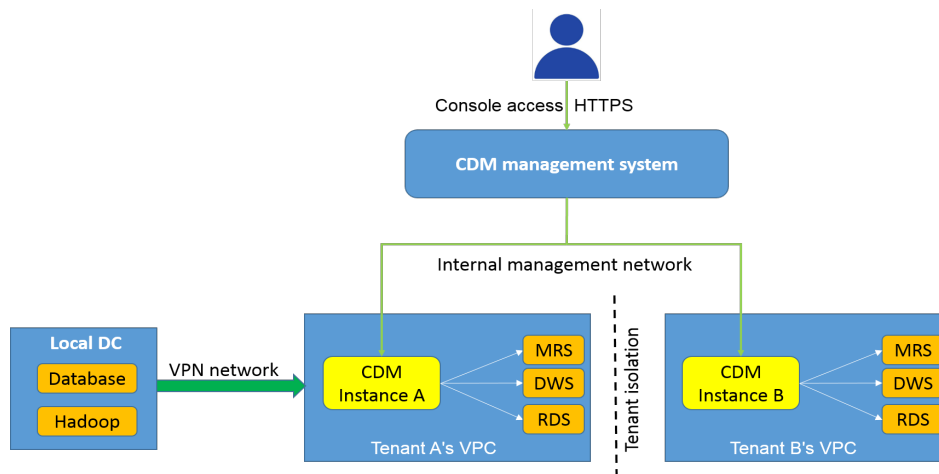 Console access HTTPS
CDM management system
Internal management network
Local DC
Database
Hadoop
VPN network
CDM
Instance A
MRS
DWS
RDS
Tenant A's VPC
Tenant isolation
CDM
Instance B
MRS
DWS
RDS
Tenant B's VPC